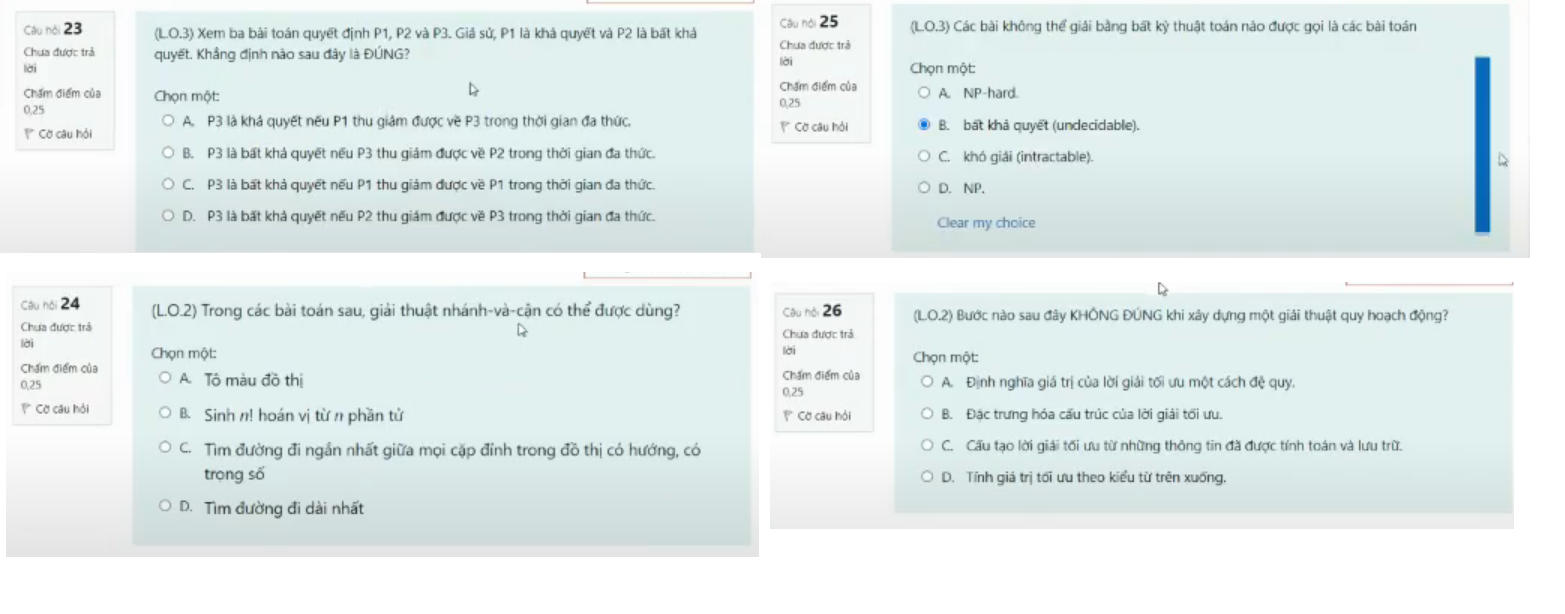 Câu hỏi 23
Chưa được trả
lời
Chấm điểm của
0,25
Cờ câu hỏi
(L.O.3) Xem ba bài toán quyết định P1, P2 và P3. Giả sử, P1 là khả quyết và P2 là bất khả
quyết. Khẳng định nào sau đây là ĐÚNG?
Chọn một:
A. P3 là khả quyết nếu P1 thu giảm được về P3 trong thời gian đa thức.
B. P3 là bất khả quyết nếu P3 thu giảm được về P2 trong thời gian đa thức.
C. P3 là bất khả quyết nếu P1 thu giảm được về P1 trong thời gian đa thức.
D. P3 là bất khả quyết nếu P2 thu giảm được về P3 trong thời gian đa thức.
Câu hỏi 25
Chưa được trả
lời
Chấm điểm của
0,25
Cờ câu hỏi
(L.O.3) Các bài không thể giải bằng bất kỳ thuật toán nào được gọi là các bài toán
Chọn một:
A. NP-hard.
B. bất khả quyết (undecidable).
C. khó giải (intractable).
D. NP.
Clear my choice
Câu hỏi 24
Chưa được trả
lời
Chấm điểm của
0,25
Cờ câu hỏi
(L.O.2) Trong các bài toán sau, giải thuật nhánh-và-cận có thể được dùng?
Chọn một:
A. Tô màu đồ thị
B. Sinh n! hoán vị từ n phần tử
C. Tìm đường đi ngắn nhất giữa mọi cặp đỉnh trong đồ thị có hướng, có
trọng số
D. Tìm đường đi dài nhất
Câu hỏi 26
Chưa được trả
lời
Chấm điểm của
0,25
Cờ câu hỏi
(L.O.2) Bước nào sau đây KHÔNG ĐÚNG khi xây dựng một giải thuật quy hoạch động?
Chọn một:
A. Định nghĩa giá trị của lời giải tối ưu một cách đệ quy.
B. Đặc trưng hóa cấu trúc của lời giải tối ưu.
C. Cấu tạo lời giải tối ưu từ những thông tin đã được tính toán và lưu trữ.
D. Tính giá trị tối ưu theo kiểu từ trên xuống.